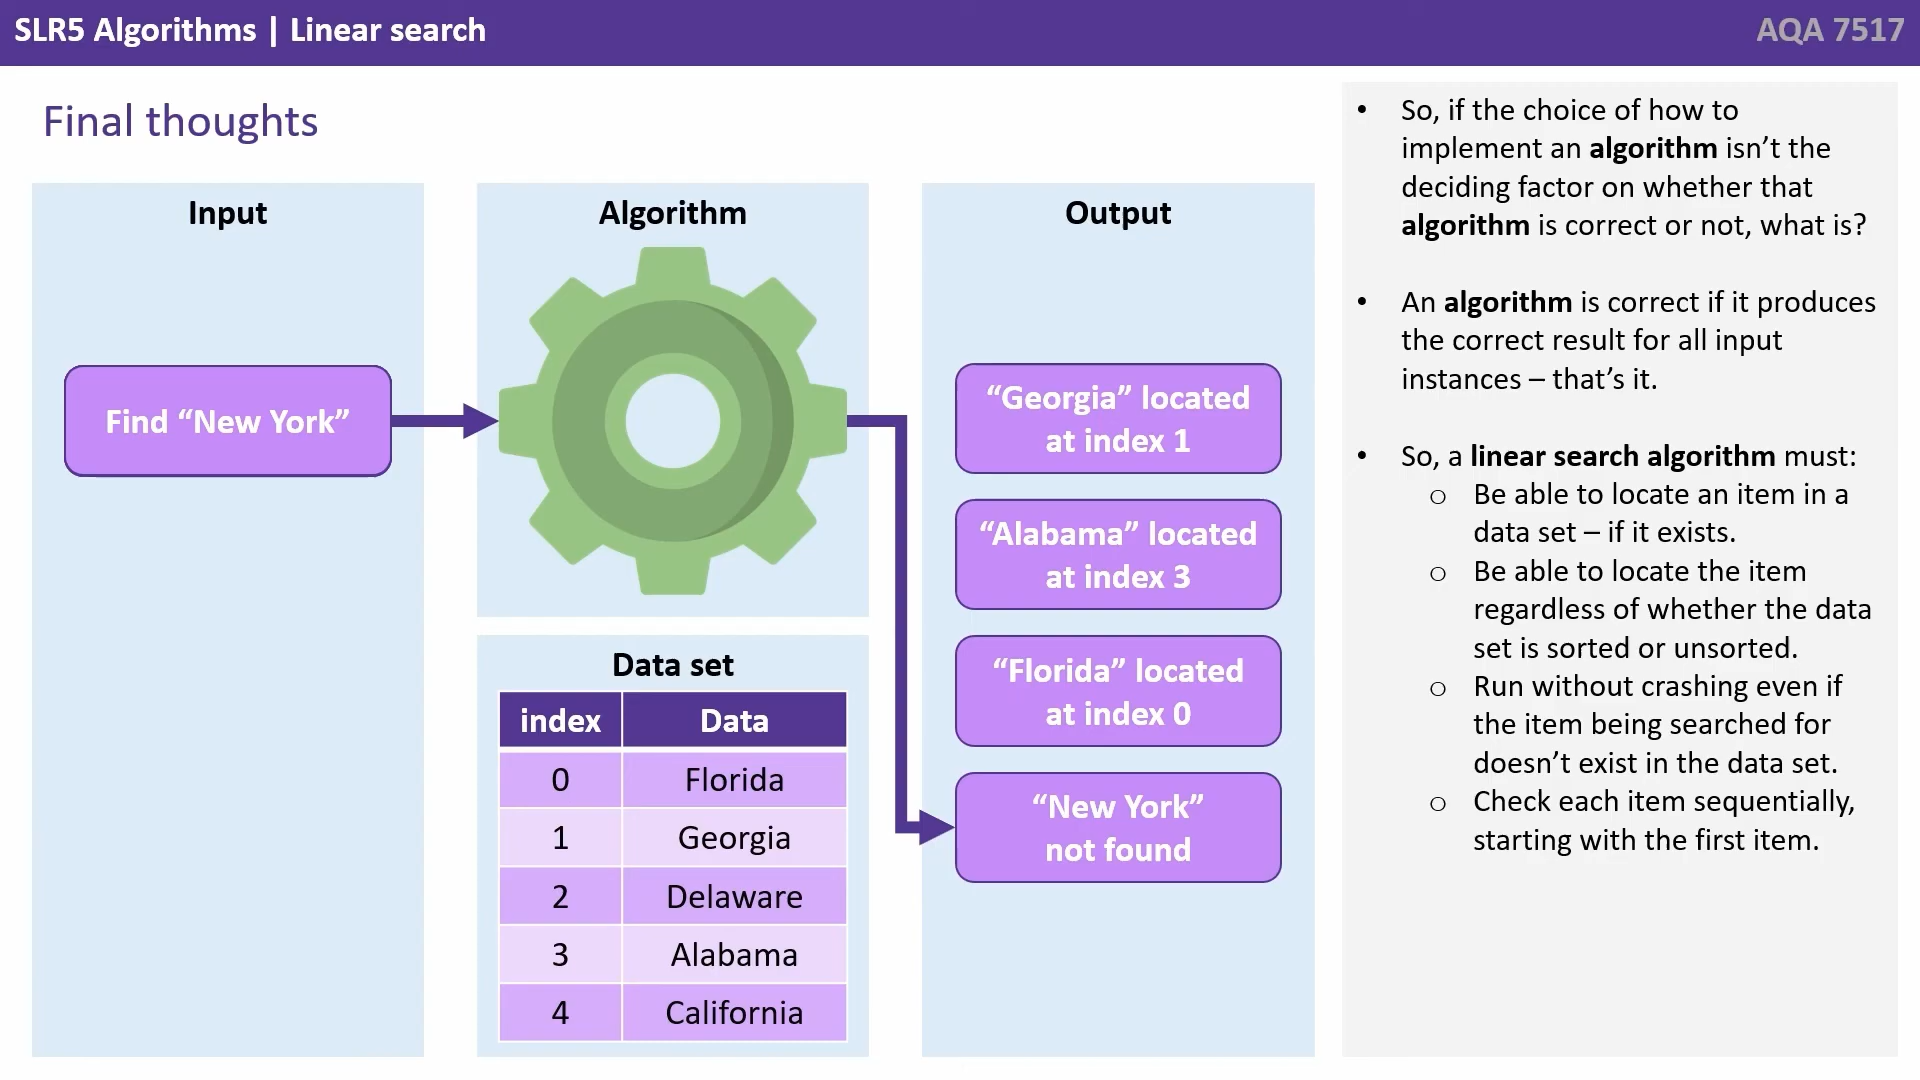 SLR5 Algorithms | Linear search
AQA 7517
Final thoughts
Input
Find “New York”
Algorithm
Data set
index Data
0 Florida
1 Georgia
2 Delaware
3 Alabama
4 California
Output
“Georgia” located
at index 1
“Alabama” located
at index 3
“Florida” located
at index 0
“New York”
not found
• So, if the choice of how to
implement an algorithm isn’t the
deciding factor on whether that
algorithm is correct or not, what is?
• An algorithm is correct if it produces
the correct result for all input
instances – that’s it.
• So, a linear search algorithm must:
o Be able to locate an item in a
data set – if it exists.
o Be able to locate the item
regardless of whether the data
set is sorted or unsorted.
o Run without crashing even if
the item being searched for
doesn’t exist in the data set.
o Check each item sequentially,
starting with the first item.